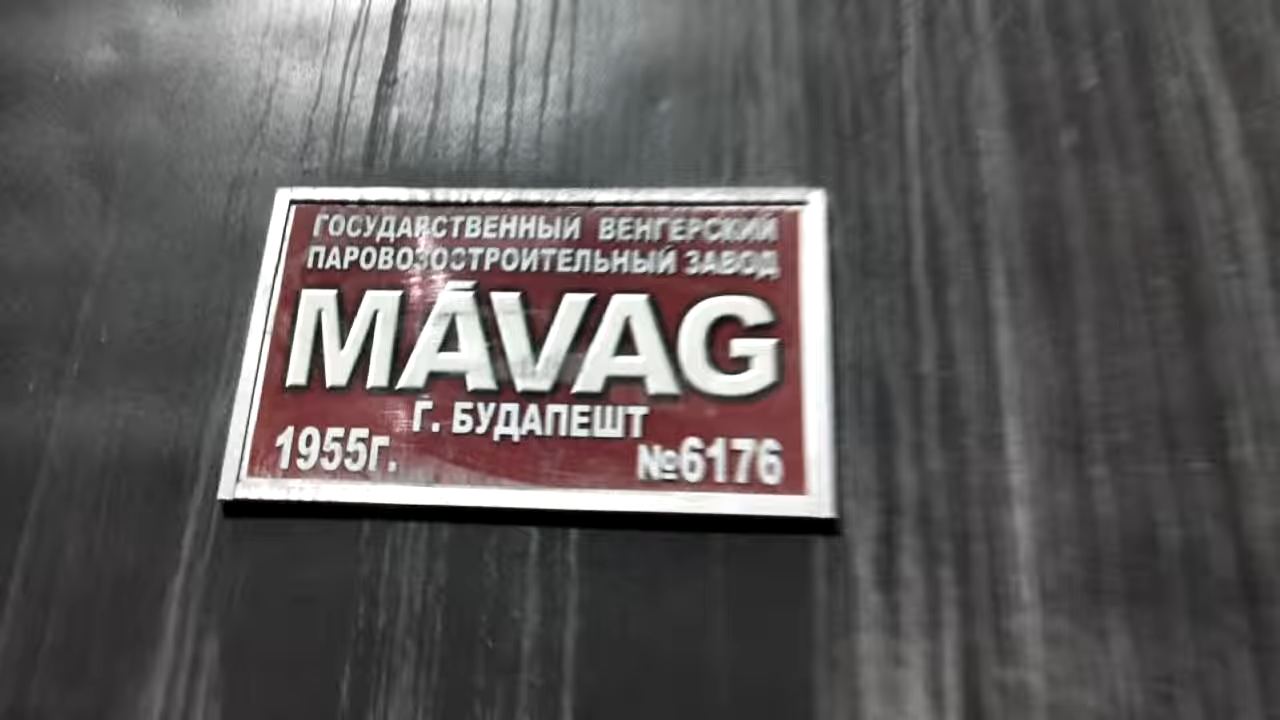 ГОСУДАРСТВЕННЫЙ ВЕНГЕРСКИЙ
ПАРОВОЗОСТРОИТЕЛЬНЫЙ ЗАВОД
MÁVAG
Г. БУДАПЕШТ
1955г. №6176